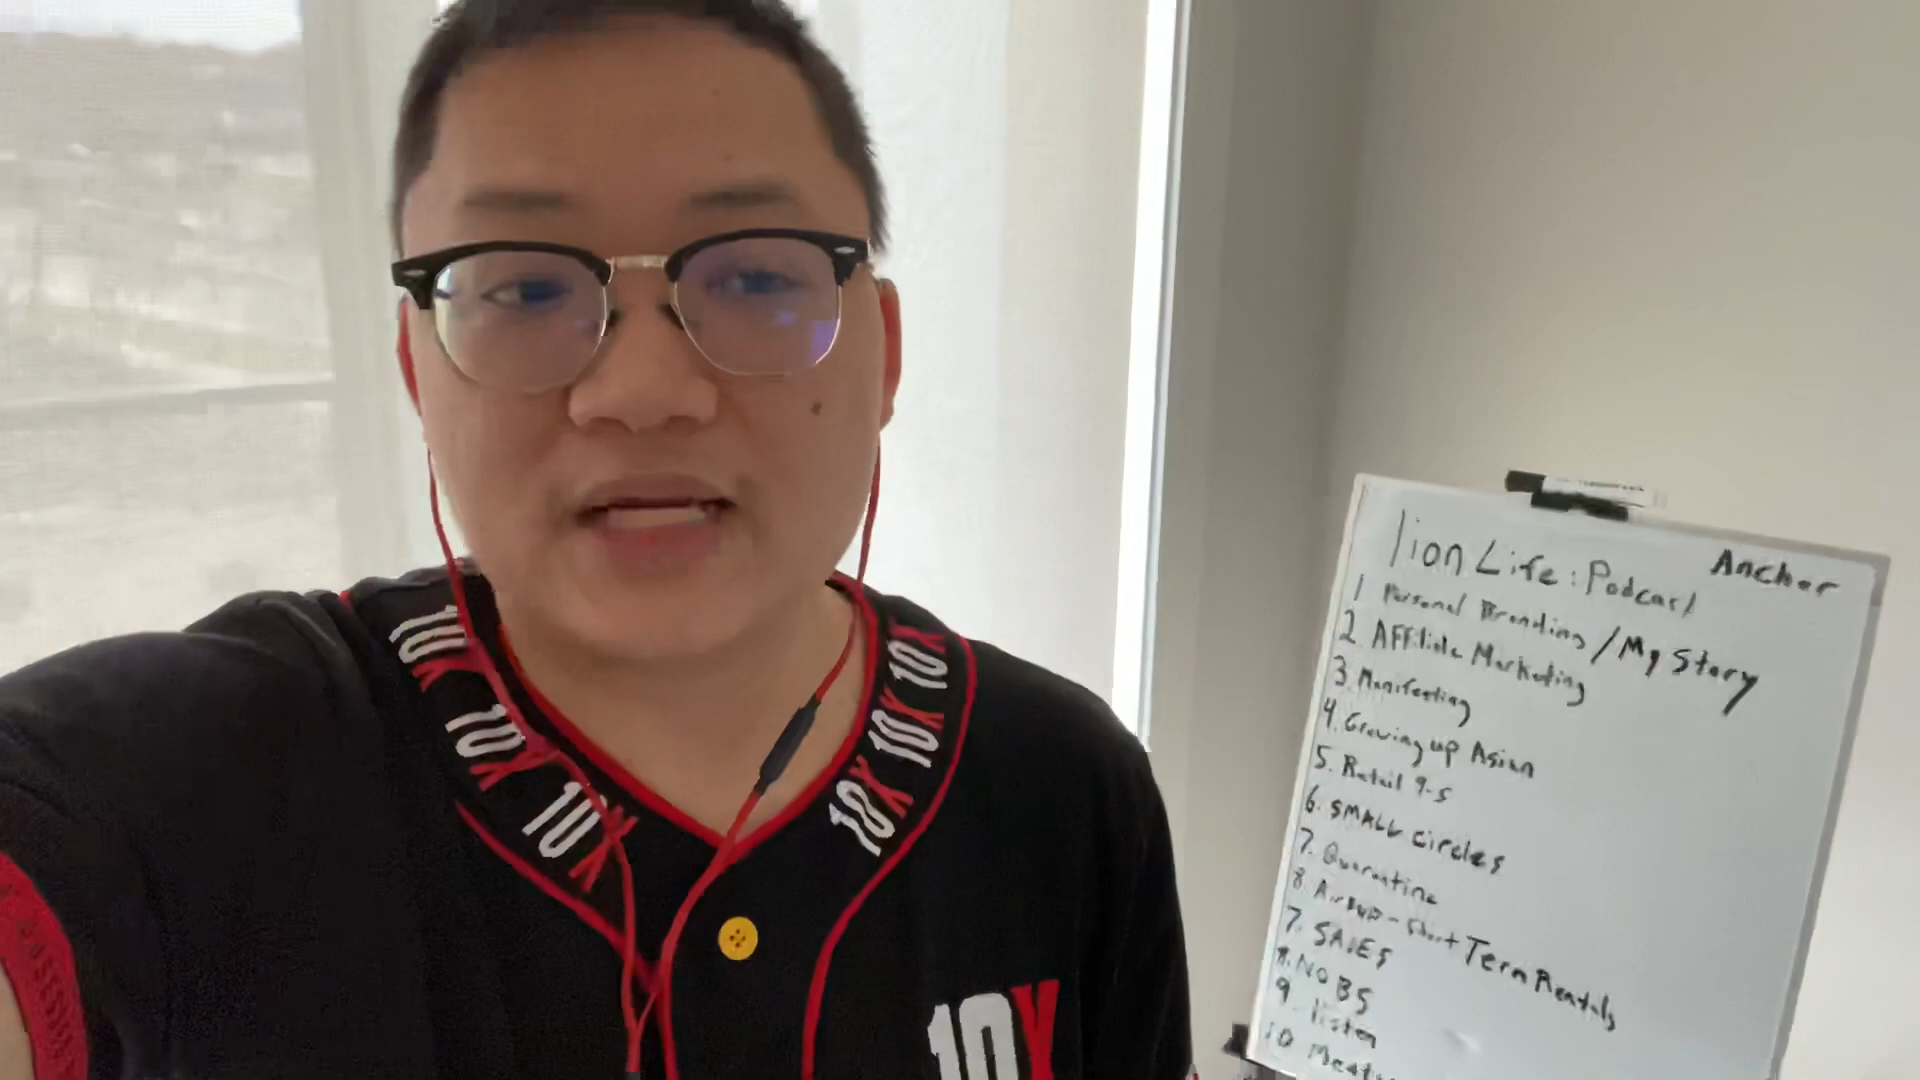 10X
10X
10X
10X
10X
10X
10X
lion Life: Podcast
Anchor
1 Personal Branding / My Story
2 Affiliate Marketing
3. Manifesting
4. Growing up Asian
5. Retail 9-5
6. SMALL circles
7. Quarantine
8 AirBNB - Short Term Rentals
7. SALES
8. NO BS
9 - listen
10